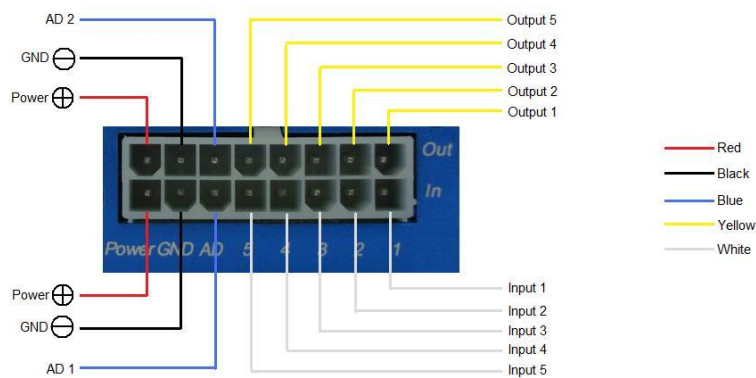 AD 2
GND
Power
Output 5
Output 4
Output 3
Output 2
Output 1
Out
In
Power GND AD 5 4 3 2 1
Red
Black
Blue
Yellow
White
Power
GND
AD 1
Input 1
Input 2
Input 3
Input 4
Input 5